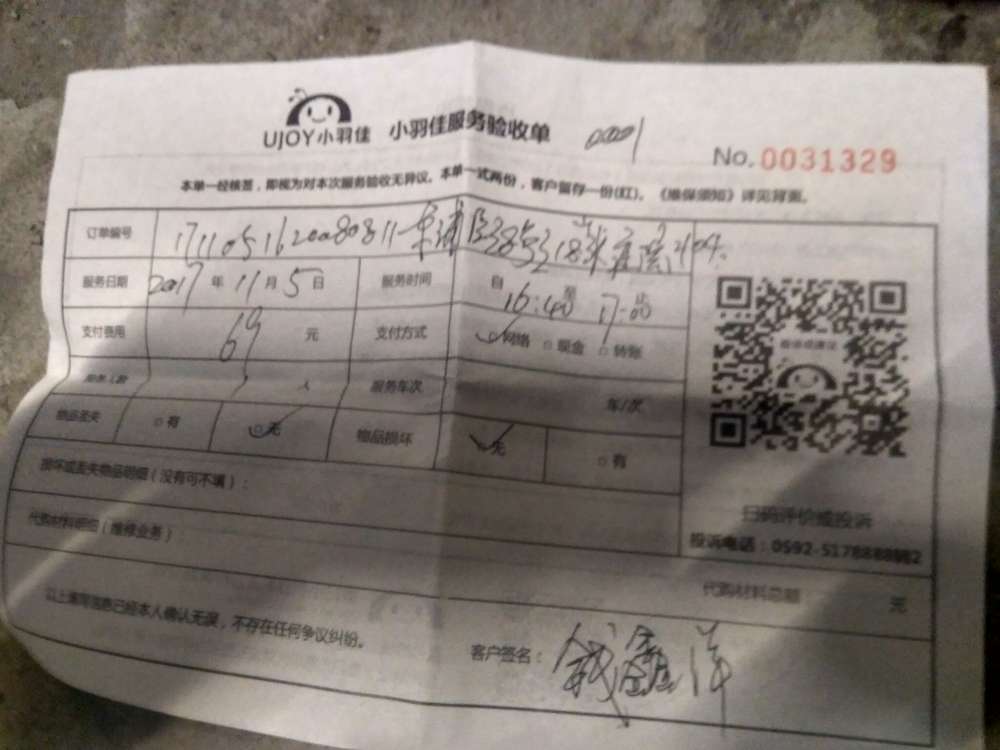 UJOY小羽佳 小羽佳服务验收单
No. 0031329
本单一经核签，即视为对本次服务验收无异议。本单一式两份，客户留存一份(红)。《维保须知》详见背面。
订单编号
服务日期 2017 年 11 月 5 日 服务时间 自 16:40 至 17:00 止
支付费用 69 元 支付方式 网络 现金 转账
服务人数 人 服务车次 车/次
物品丢失 有 无 物品损坏 无 有
损坏或丢失物品明细（没有可不填）：
扫码评价或投诉
代购材料明细（维修业务）：
投诉电话：0592-5178888
代购材料总额 元
以上填写信息已经本人确认无误，不存在任何争议纠纷。
客户签名：